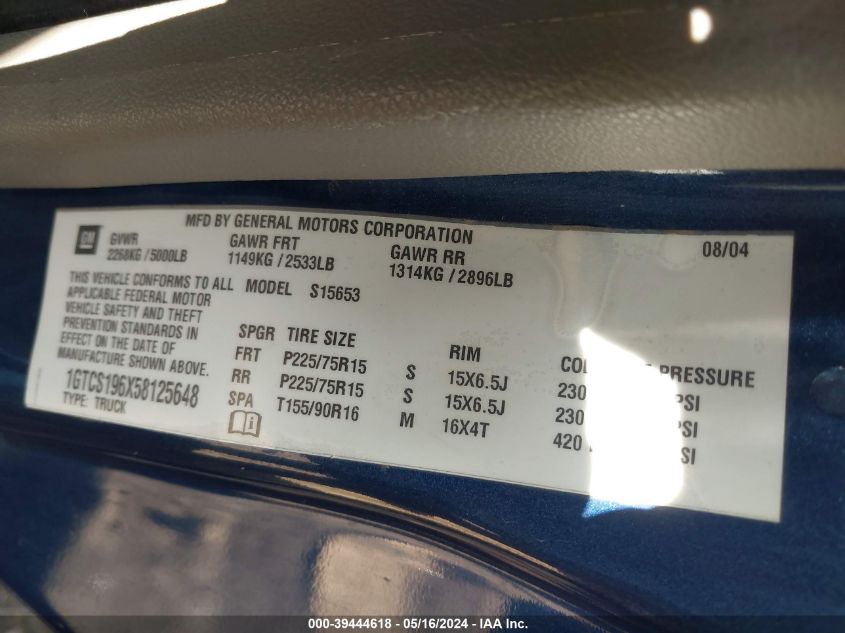 MFD BY GENERAL MOTORS CORPORATION 08/04
GM GVWR GAWR FRT GAWR RR
2268KG / 5000LB 1149KG / 2533LB 1314KG / 2896LB
THIS VEHICLE CONFORMS TO ALL MODEL S15653
APPLICABLE FEDERAL MOTOR
VEHICLE SAFETY AND THEFT
PREVENTION STANDARDS IN
EFFECT ON THE DATE OF
MANUFACTURE SHOWN ABOVE.
1GTCS196X58125648
TYPE: TRUCK
SPGR TIRE SIZE RIM PRESSURE
FRT P225/75R15 S 15X6.5J 230
RR P225/75R15 S 15X6.5J 230
SPA T155/90R16 M 16X4T 420
000-39444618 - 05/16/2024 - IAA Inc.